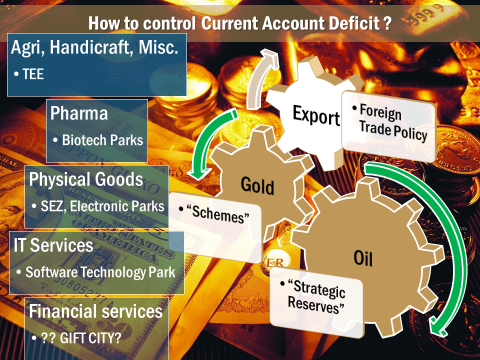 How to control Current Account Deficit ?
Agri, Handicraft, Misc.
• TEE
Pharma
• Biotech Parks
Physical Goods
• SEZ, Electronic Parks
IT Services
• Software Technology Park
Financial services
• ?? GIFT CITY?
Export
• Foreign
Trade Policy
Gold
• “Schemes”
Oil
• “Strategic
Reserves”